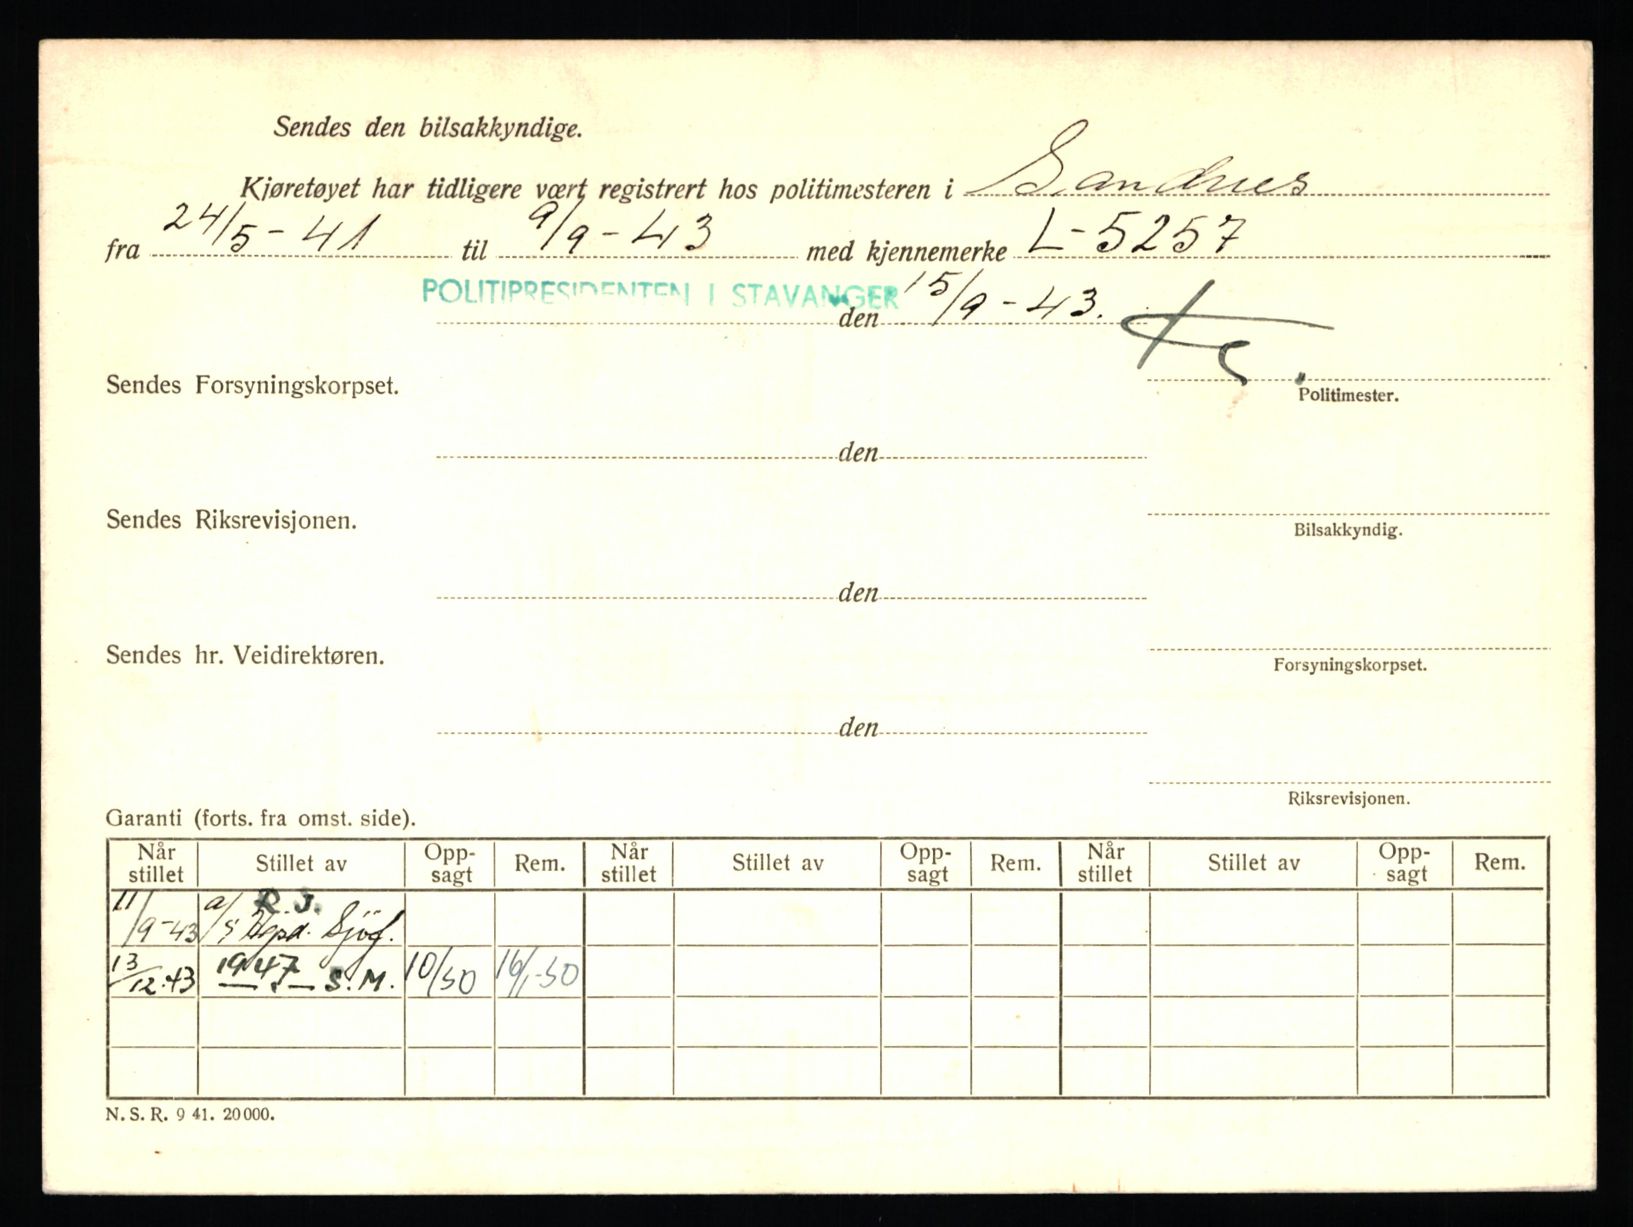 Sendes den bilsakkyndige.
Kjøretøyet har tidligere vært registrert hos politimesteren i Sandnes
fra 24/5-41 til 9/9-43 med kjennemerke L-5257
POLITIPRESIDENTEN I STAVANGER den 15/9-43.
Sendes Forsyningskorpset.
Politimester.
den
Sendes Riksrevisjonen.
Bilsakkyndig.
den
Sendes hr. Veidirektøren.
Forsyningskorpset.
den
Riksrevisjonen.
Garanti (forts. fra omst. side).
Når stillet Stillet av Opp-sagt Rem. Når stillet Stillet av Opp-sagt Rem. Når stillet Stillet av Opp-sagt Rem.
11/9-43 R. J. Sjöf.
13/12-43 1947 S. M. 10/50 16/1-50
N. S. R. 9 41. 20 000.